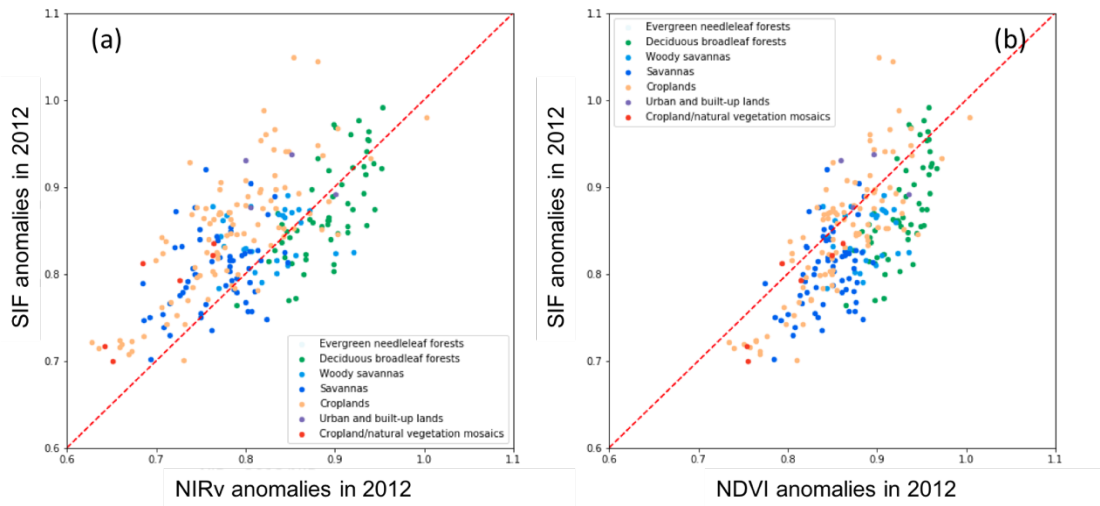 (a)
SIF anomalies in 2012
1.1
1.0
0.9
0.8
0.7
0.6
Evergreen needleleaf forests
Deciduous broadleaf forests
Woody savannas
Savannas
Croplands
Urban and built-up lands
Cropland/natural vegetation mosaics
0.6 0.7 0.8 0.9 1.0 1.1
NIRv anomalies in 2012
(b)
SIF anomalies in 2012
1.1
1.0
0.9
0.8
0.7
0.6
Evergreen needleleaf forests
Deciduous broadleaf forests
Woody savannas
Savannas
Croplands
Urban and built-up lands
Cropland/natural vegetation mosaics
0.6 0.7 0.8 0.9 1.0 1.1
NDVI anomalies in 2012